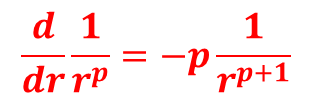 d/dr 1/r^p = -p 1/r^{p+1}